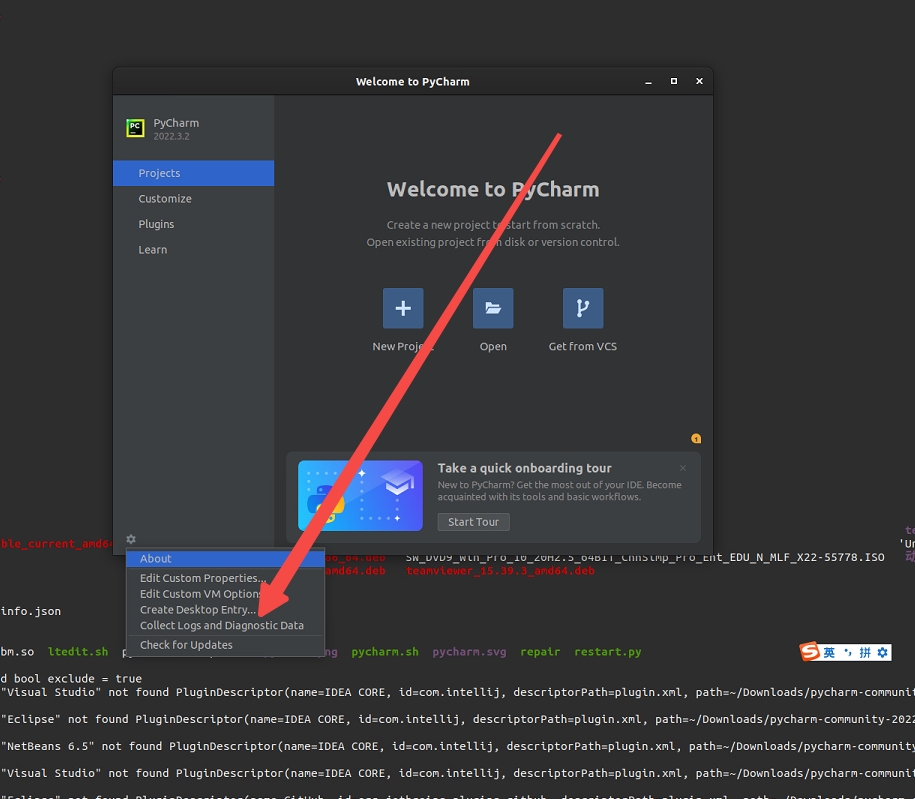 Welcome to PyCharm
PyCharm
2022.3.2
Projects
Customize
Plugins
Learn
Welcome to PyCharm
Create a new project to start from scratch.
Open existing project from disk or version control.
New Project
Open
Get from VCS
Take a quick onboarding tour
New to PyCharm? Get the most out of your IDE. Become
acquainted with its tools and basic workflows.
Start Tour
About
Edit Custom Properties...
Edit Custom VM Options
Create Desktop Entry...
Collect Logs and Diagnostic Data
Check for Updates
ble_current_amd64
'Un
64.deb SW_DVD9_Win_Pro_10_20H2.5_64BIT_ChnSimp_Pro_Ent_EDU_N_MLF_X22-55778.ISO 动
amd64.deb teamviewer_15.39.3_amd64.deb
info.json
bm.so ltedit.sh ng pycharm.sh pycharm.svg repair restart.py
英 拼
d bool exclude = true
"Visual Studio" not found PluginDescriptor(name=IDEA CORE, id=com.intellij, descriptorPath=plugin.xml, path=~/Downloads/pycharm-communit
"Eclipse" not found PluginDescriptor(name=IDEA CORE, id=com.intellij, descriptorPath=plugin.xml, path=~/Downloads/pycharm-community-2022
"NetBeans 6.5" not found PluginDescriptor(name=IDEA CORE, id=com.intellij, descriptorPath=plugin.xml, path=~/Downloads/pycharm-community
"Visual Studio" not found PluginDescriptor(name=IDEA CORE, id=com.intellij, descriptorPath=plugin.xml, path=~/Downloads/pycharm-communit